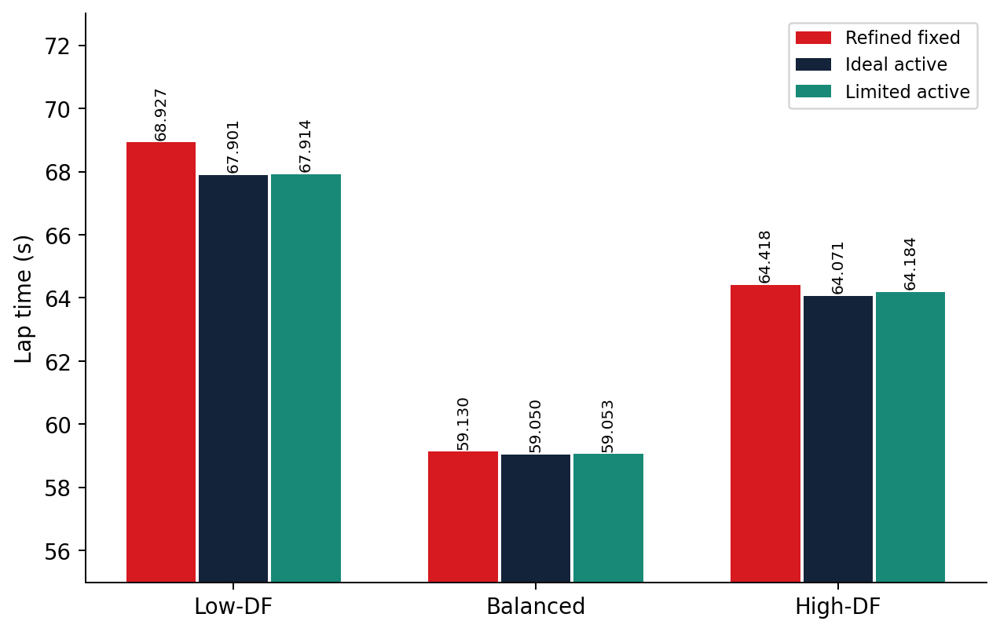 Refined fixed
Ideal active
Limited active
Lap time (s)
72
70
68
66
64
62
60
58
56
68.927
67.901
67.914
59.130
59.050
59.053
64.418
64.071
64.184
Low-DF
Balanced
High-DF